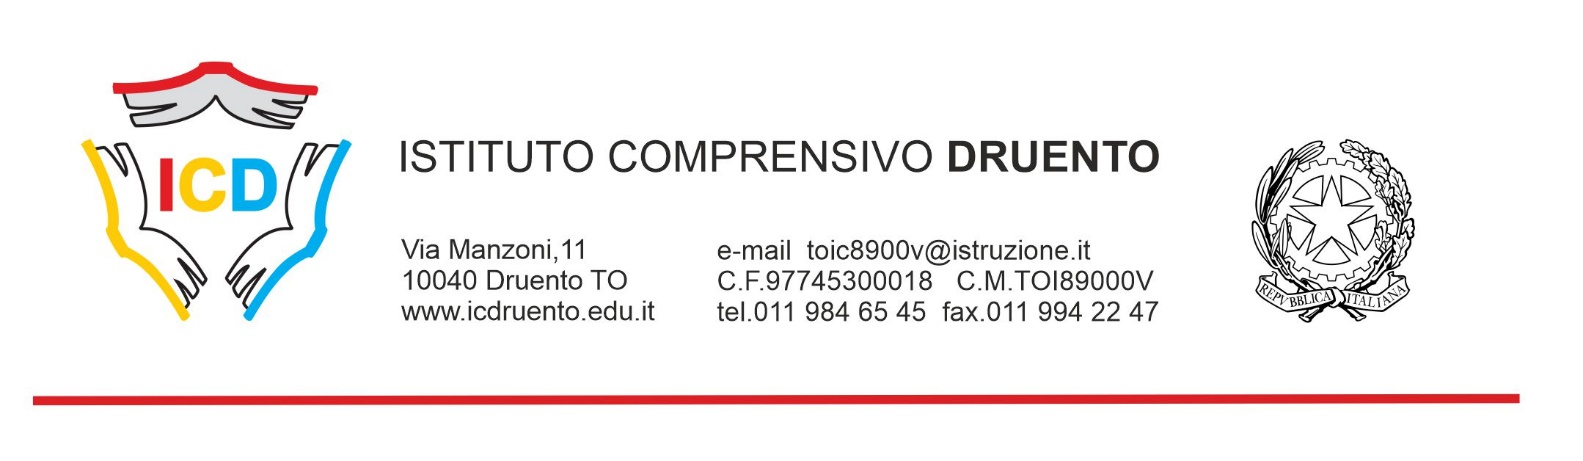 ICD
ISTITUTO COMPRENSIVO DRUENTO
Via Manzoni,11
10040 Druento TO
www.icdruento.edu.it
e-mail toic8900v@istruzione.it
C.F.97745300018 C.M.TOI89000V
tel.011 984 65 45 fax.011 994 22 47
REPVBBLICA ITALIANA